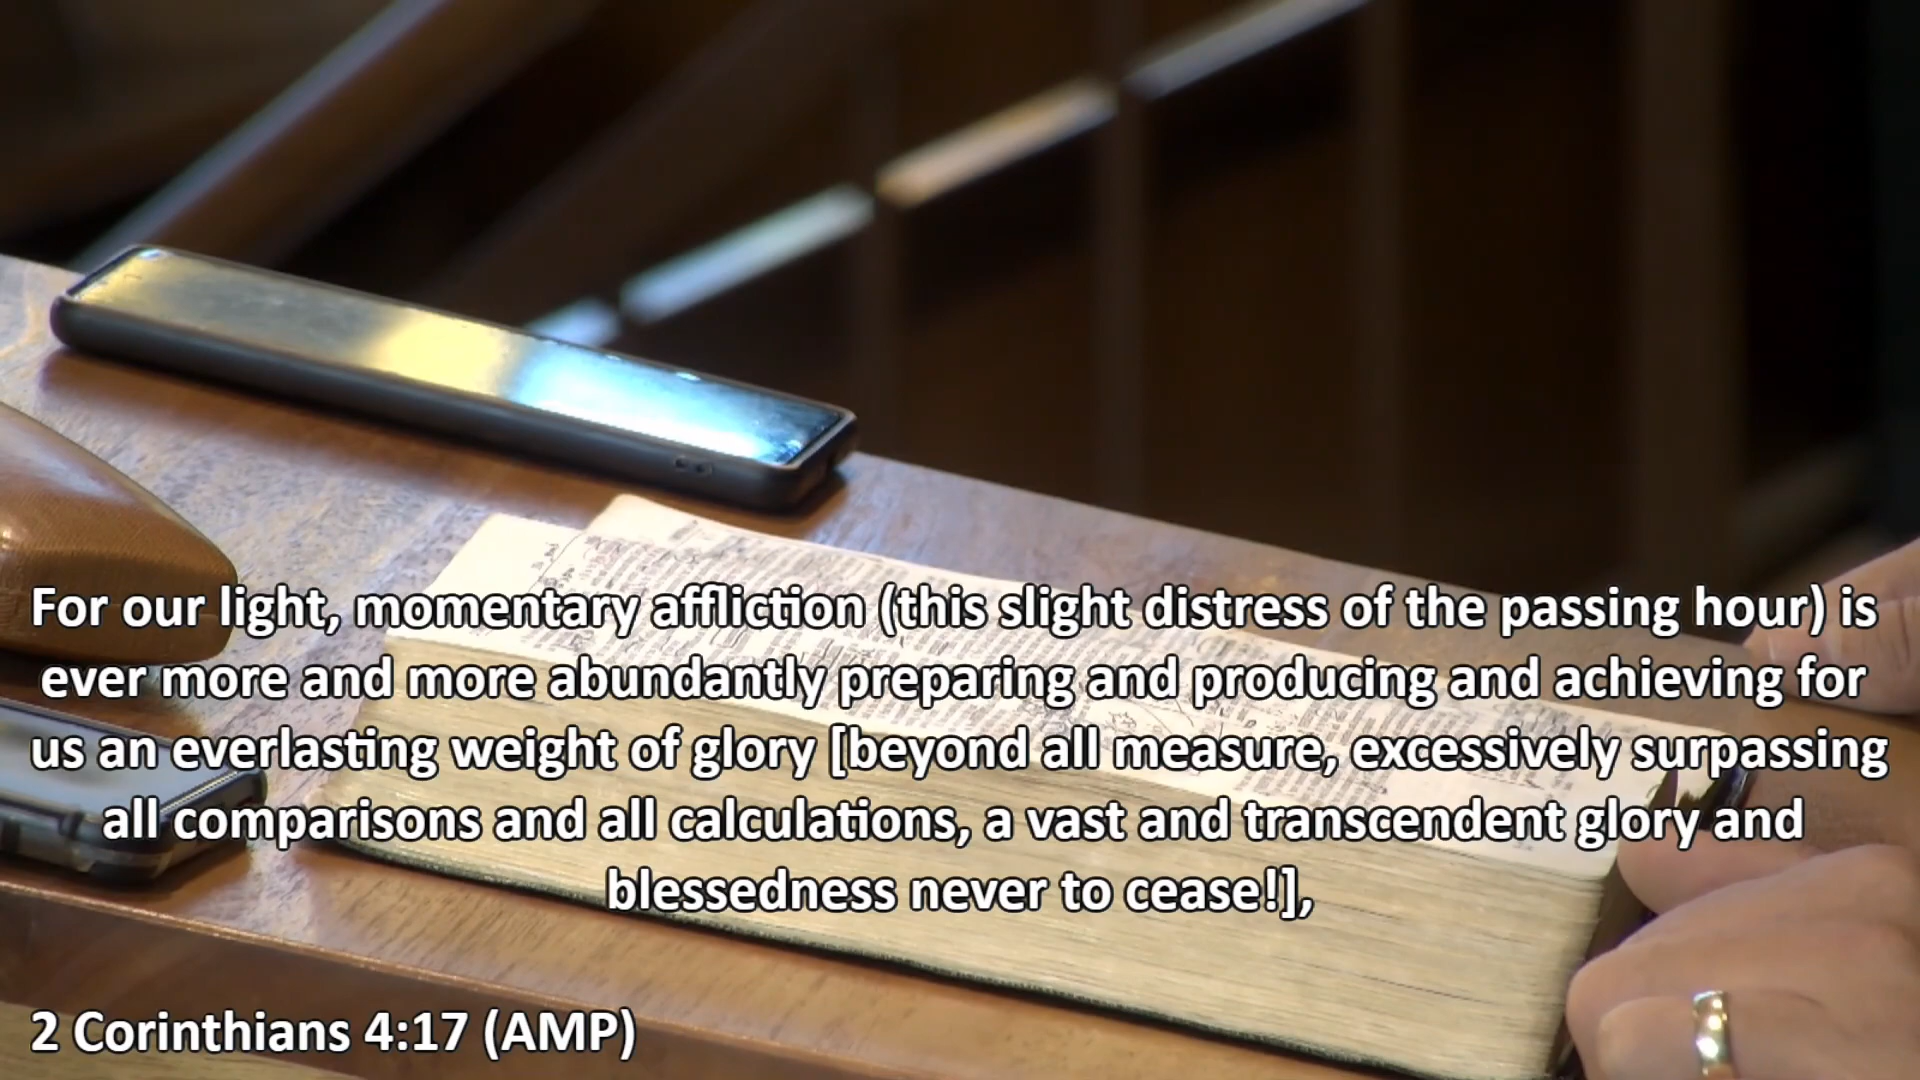 For our light, momentary affliction (this slight distress of the passing hour) is
ever more and more abundantly preparing and producing and achieving for
us an everlasting weight of glory [beyond all measure, excessively surpassing
all comparisons and all calculations, a vast and transcendent glory and
blessedness never to cease!],
2 Corinthians 4:17 (AMP)